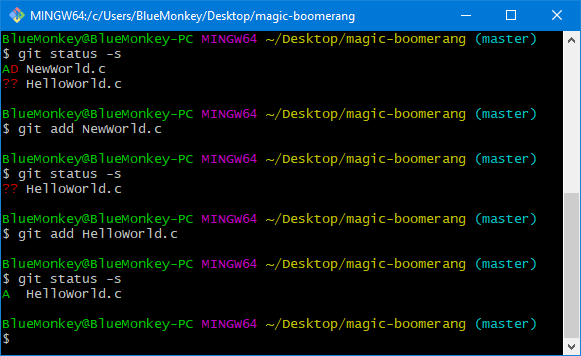 MINGW64:/c/Users/BlueMonkey/Desktop/magic-boomerang
BlueMonkey@BlueMonkey-PC MINGW64 ~/Desktop/magic-boomerang (master)
$ git status -s
AD NewWorld.c
?? HelloWorld.c
BlueMonkey@BlueMonkey-PC MINGW64 ~/Desktop/magic-boomerang (master)
$ git add NewWorld.c
BlueMonkey@BlueMonkey-PC MINGW64 ~/Desktop/magic-boomerang (master)
$ git status -s
?? HelloWorld.c
BlueMonkey@BlueMonkey-PC MINGW64 ~/Desktop/magic-boomerang (master)
$ git add HelloWorld.c
BlueMonkey@BlueMonkey-PC MINGW64 ~/Desktop/magic-boomerang (master)
$ git status -s
A  HelloWorld.c
BlueMonkey@BlueMonkey-PC MINGW64 ~/Desktop/magic-boomerang (master)
$